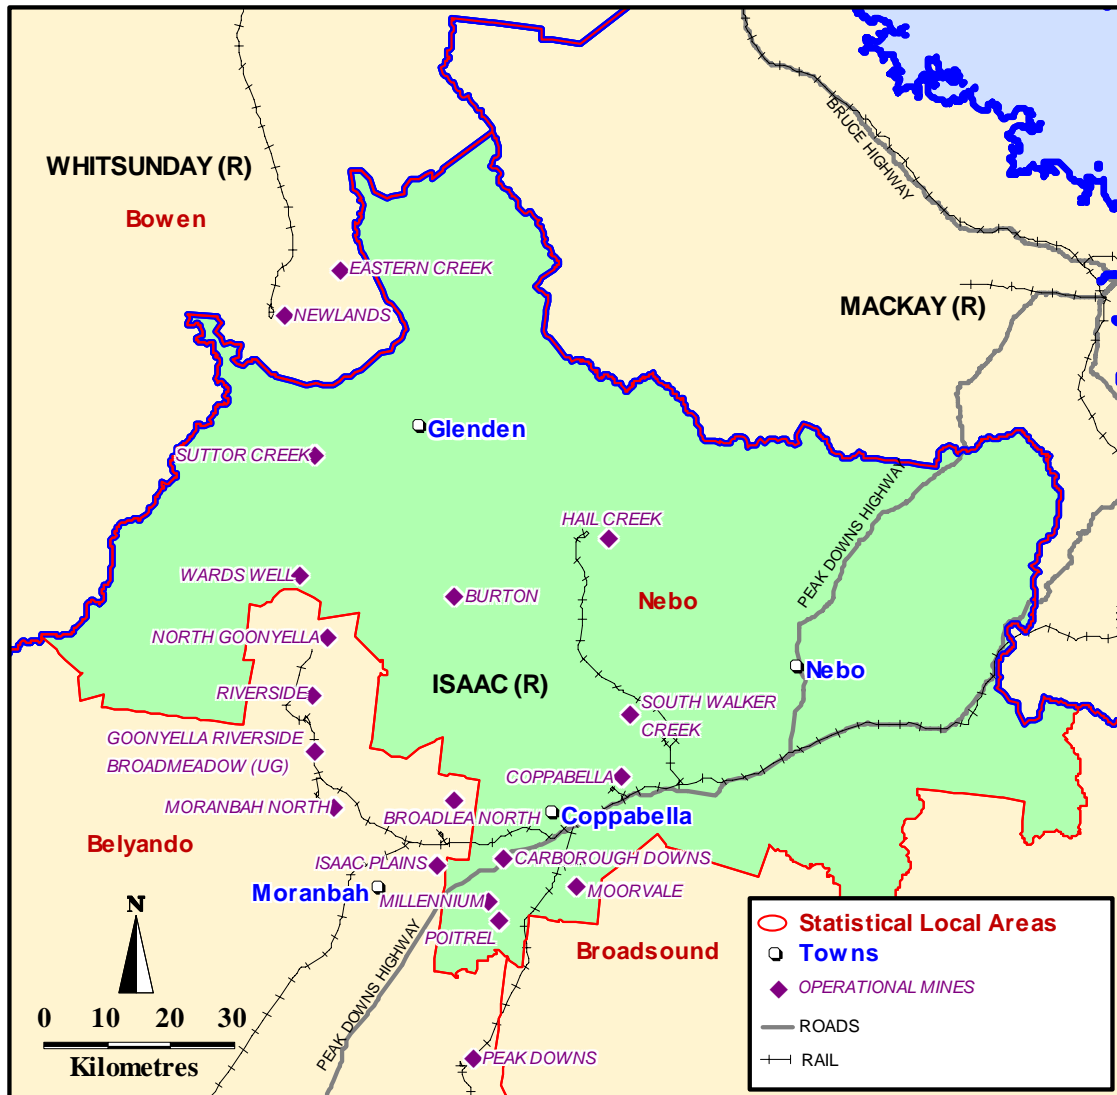 BRUCE HIGHWAY
WHITSUNDAY (R)
Bowen
EASTERN CREEK
NEWLANDS
MACKAY (R)
Glenden
SUTTOR CREEK
PEAK DOWNS HIGHWAY
HAIL CREEK
WARDS WELL
BURTON
Nebo
NORTH GOONYELLA
ISAAC (R)
Nebo
RIVERSIDE
SOUTH WALKER
CREEK
GOONYELLA RIVERSIDE
BROADMEADOW (UG)
COPPABELLA
MORANBAH NORTH
BROADLEA NORTH
Coppabella
Belyando
ISAAC PLAINS
CARBOROUGH DOWNS
Moranbah
MILLENNIUM
MOORVALE
POITREL
Broadsound
PEAK DOWNS HIGHWAY
PEAK DOWNS
N
0 10 20 30
Kilometres
Statistical Local Areas
Towns
OPERATIONAL MINES
ROADS
RAIL